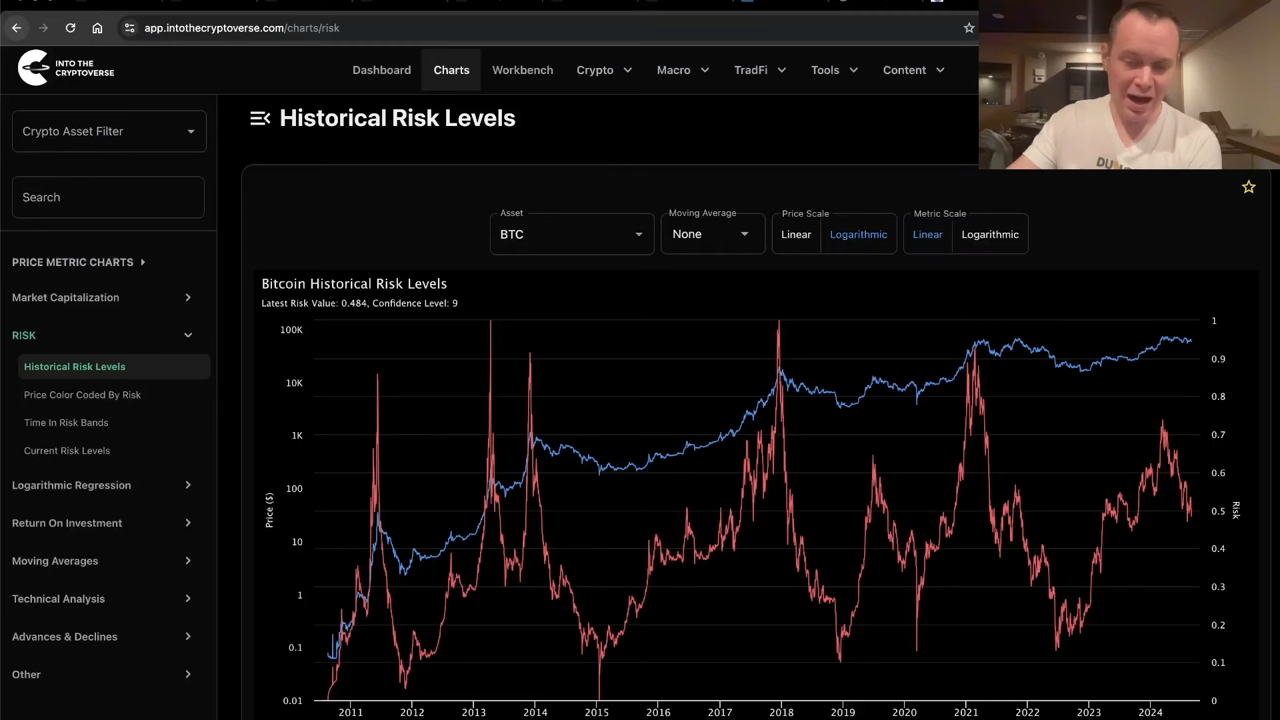 app.intothecryptoverse.com/charts/risk
INTO THE
CRYPTOVERSE
Dashboard
Charts
Workbench
Crypto
Macro
TradFi
Tools
Content
Crypto Asset Filter
Search
PRICE METRIC CHARTS
Market Capitalization
RISK
Historical Risk Levels
Price Color Coded By Risk
Time In Risk Bands
Current Risk Levels
Logarithmic Regression
Return On Investment
Moving Averages
Technical Analysis
Advances & Declines
Other
Historical Risk Levels
Asset
BTC
Moving Average
None
Price Scale
Linear
Logarithmic
Metric Scale
Linear
Logarithmic
Bitcoin Historical Risk Levels
Latest Risk Value: 0.484, Confidence Level: 9
100K
10K
1K
100
10
1
0.1
0.01
Price ($)
1
0.9
0.8
0.7
0.6
0.5
0.4
0.3
0.2
0.1
0
Risk
2011
2012
2013
2014
2015
2016
2017
2018
2019
2020
2021
2022
2023
2024